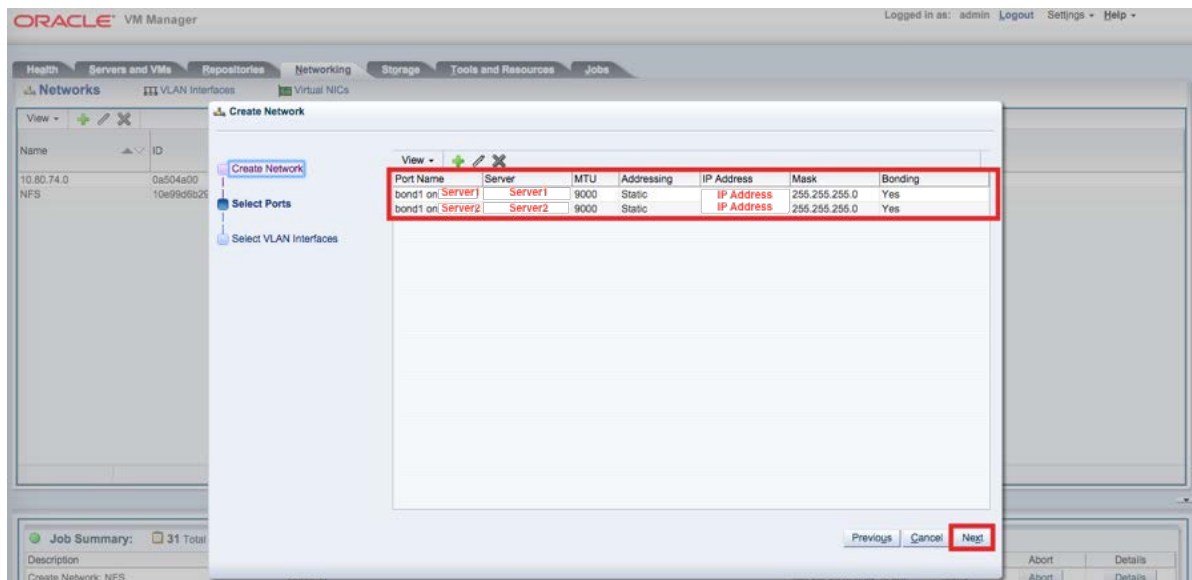 ORACLE VM Manager
Logged in as: admin Logout Settings Help
Health Servers and VMs Repositories Networking Storage Tools and Resources Jobs
Networks VLAN Interfaces Virtual NICs
View
Name ID
10.80.74.0 0a504a00
NFS 10e99d6b29
Create Network
Create Network
Select Ports
Select VLAN Interfaces
View
Port Name Server MTU Addressing IP Address Mask Bonding
bond1 on Server1 Server1 9000 Static IP Address 255.255.255.0 Yes
bond1 on Server2 Server2 9000 Static IP Address 255.255.255.0 Yes
Previous Cancel Next
Job Summary: 31 Total
Description Abort Details
Create Network: NFS Abort Details